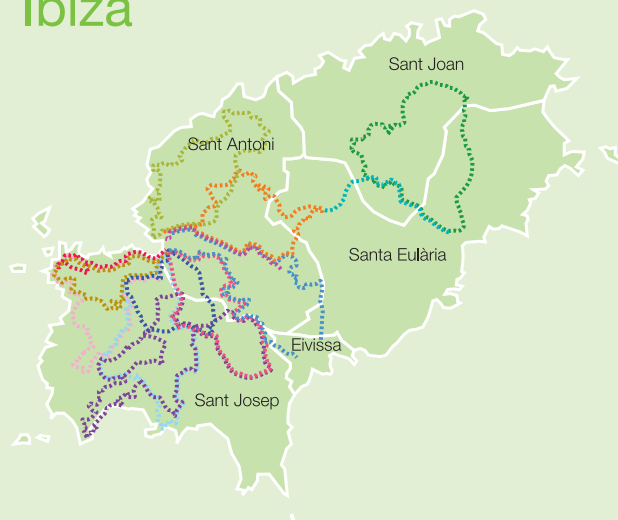 Ibiza
Sant Joan
Sant Antoni
Santa Eulària
Eivissa
Sant Josep